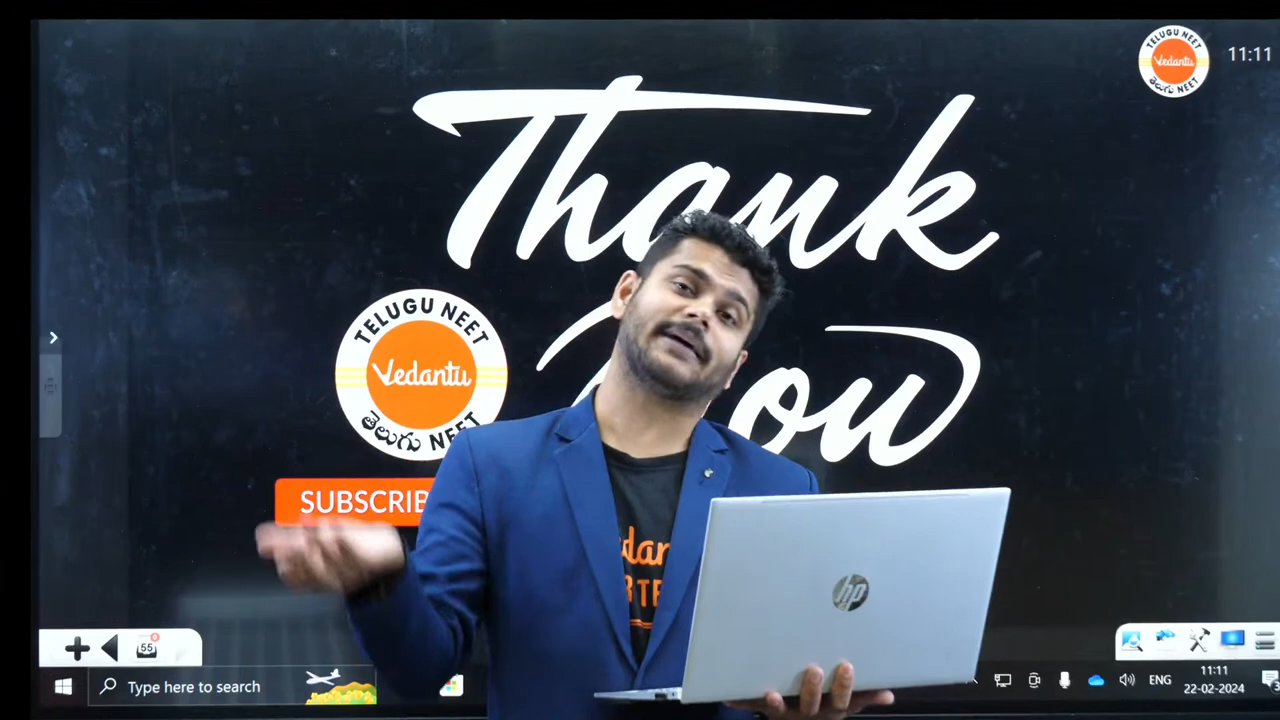 TELUGU NEET
Vedantu
తెలుగు NEET
11:11
Thank
You
TELUGU NEET
Vedantu
తెలుగు NEET
SUBSCRIB
hp
55
Type here to search
ENG
11:11
22-02-2024